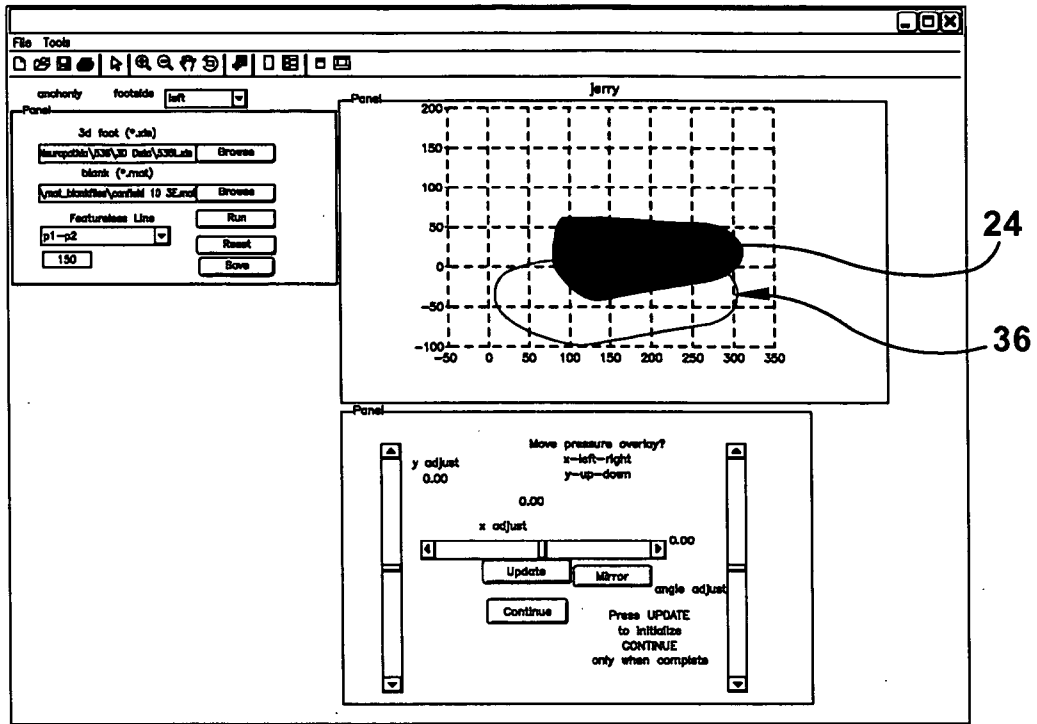 File Tools
anchonly footside left
Panel
3d foot (*.xls)
Browse
blank (*.mat)
Browse
Featureless Line
Run
p1-p2
Reset
150
Save
Panel
jerry
200
150
100
50
0
-50
-100
-50 0 50 100 150 200 250 300 350
24
36
Panel
Move pressure overlay?
x-left-right
y-up-down
y adjust
0.00
0.00
x adjust
0.00
Update
Mirror
angle adjust
Continue
Press UPDATE
to initialize
CONTINUE
only when complete